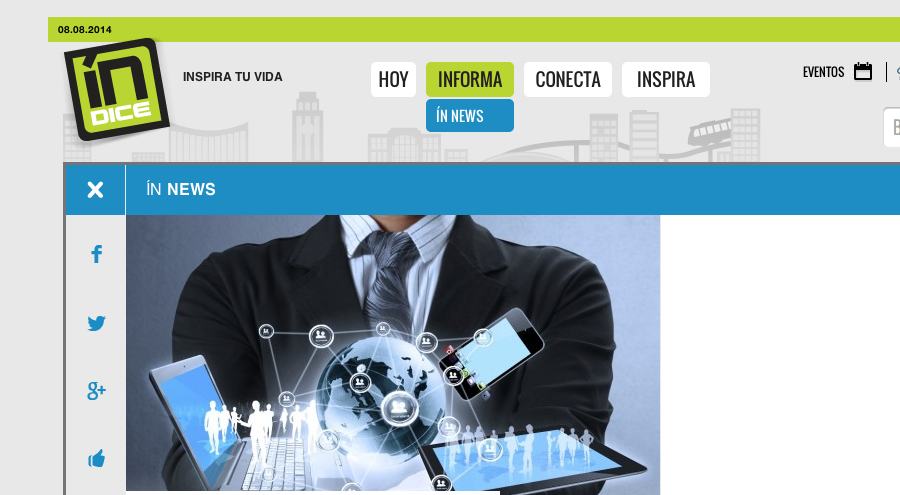 08.08.2014
ín
DICE
INSPIRA TU VIDA
HOY
INFORMA
CONECTA
INSPIRA
EVENTOS
ÍN NEWS
ÍN NEWS